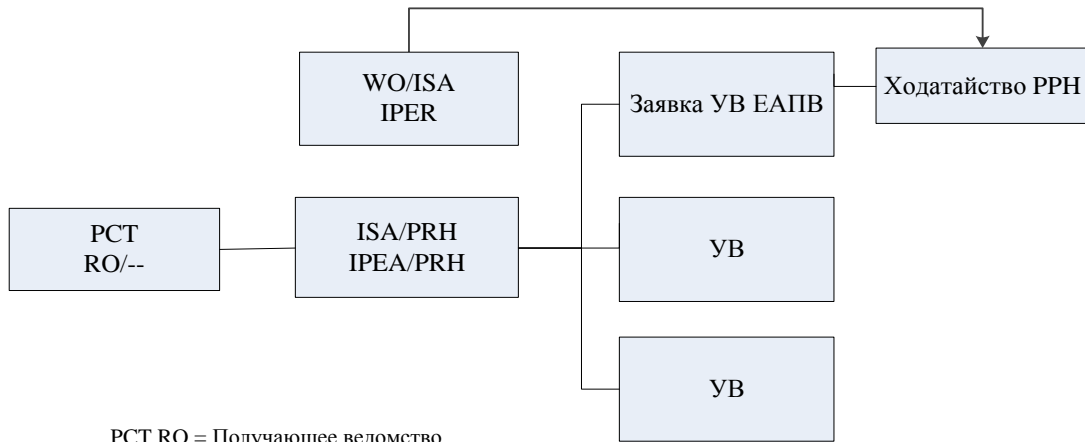 WO/ISA
IPER
Заявка УВ ЕАПВ
Ходатайство PPH
PCT
RO/--
ISA/PRH
IPEA/PRH
УВ
УВ
PCT RO = Получающее ведомство